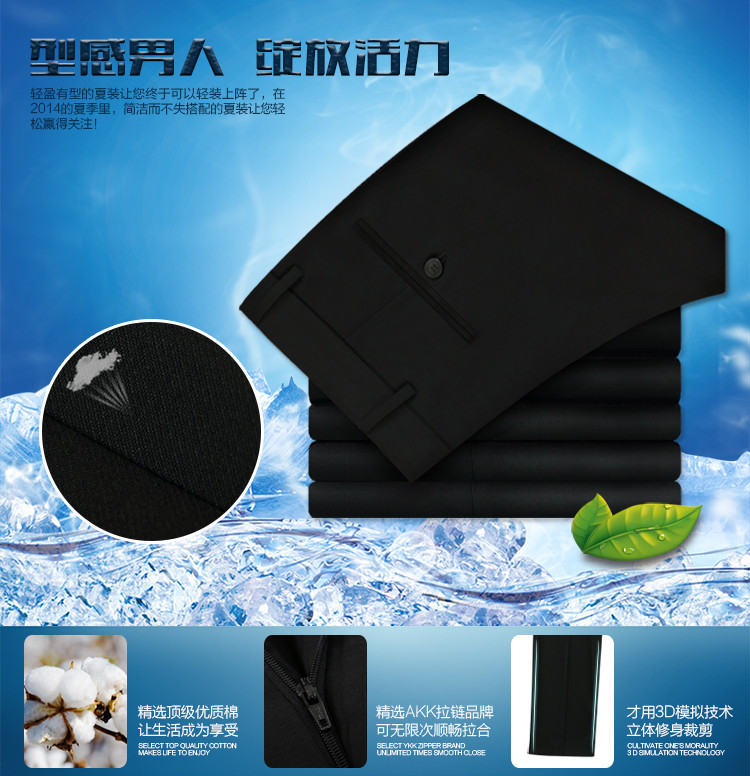 型感男人 绽放活力
轻盈有型的夏装让您终于可以轻装上阵了，在
2014的夏季里，简洁而不失搭配的夏装让您轻
松赢得关注！
精选顶级优质棉
让生活成为享受
SELECT TOP QUALITY COTTON
MAKES LIFE TO ENJOY
精选AKK拉链品牌
可无限次顺畅拉合
SELECT YKK ZIPPER BRAND
UNLIMITED TIMES SMOOTH CLOSE
才用3D模拟技术
立体修身裁剪
CULTIVATE ONE'S MORALITY
3 D SIMULATION TECHNOLOGY